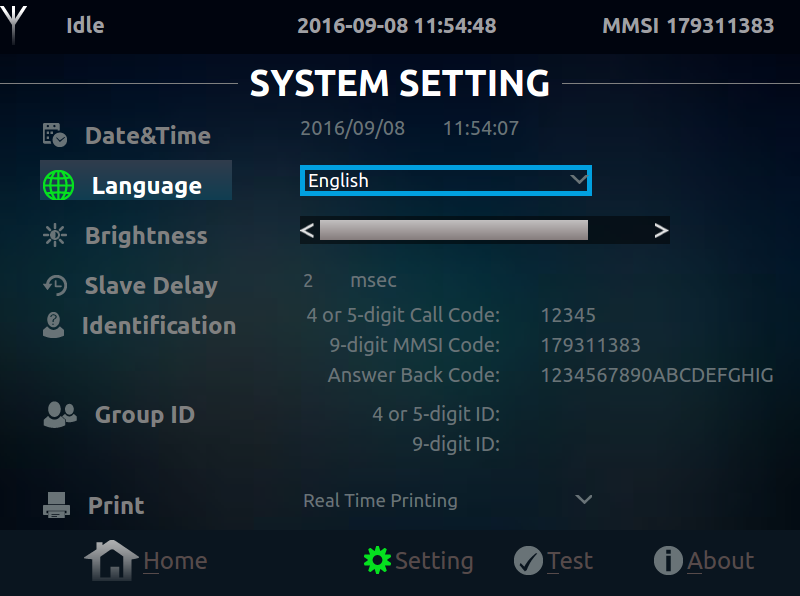 Idle 2016-09-08 11:54:48 MMSI 179311383
SYSTEM SETTING
Date&Time 2016/09/08 11:54:07
Language English
Brightness < >
Slave Delay 2 msec
Identification 4 or 5-digit Call Code: 12345
9-digit MMSI Code: 179311383
Answer Back Code: 1234567890ABCDEFGHIG
Group ID 4 or 5-digit ID:
9-digit ID:
Print Real Time Printing
Home Setting Test About